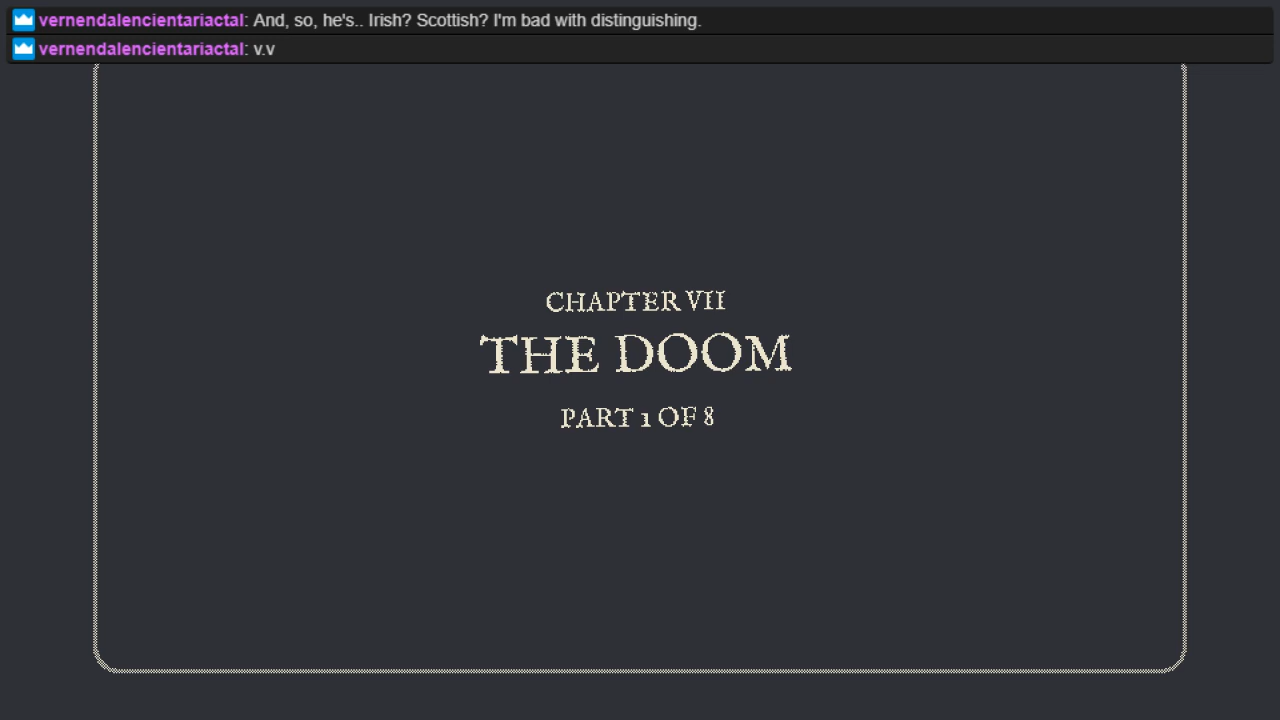 vernendalencientariactal: And, so, he's.. Irish? Scottish? I'm bad with distinguishing.
vernendalencientariactal: v.v
CHAPTER VII
THE DOOM
PART 1 OF 8